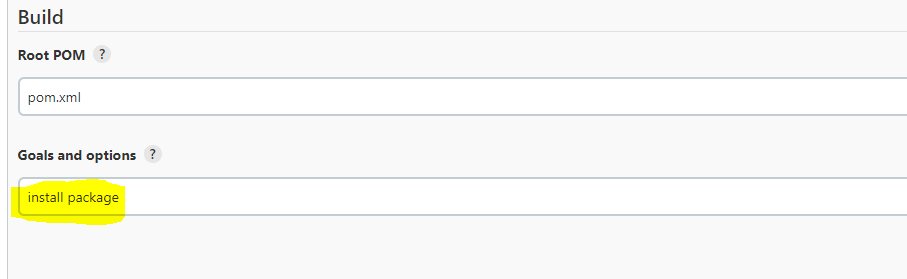 Build
Root POM ?
pom.xml
Goals and options ?
install package